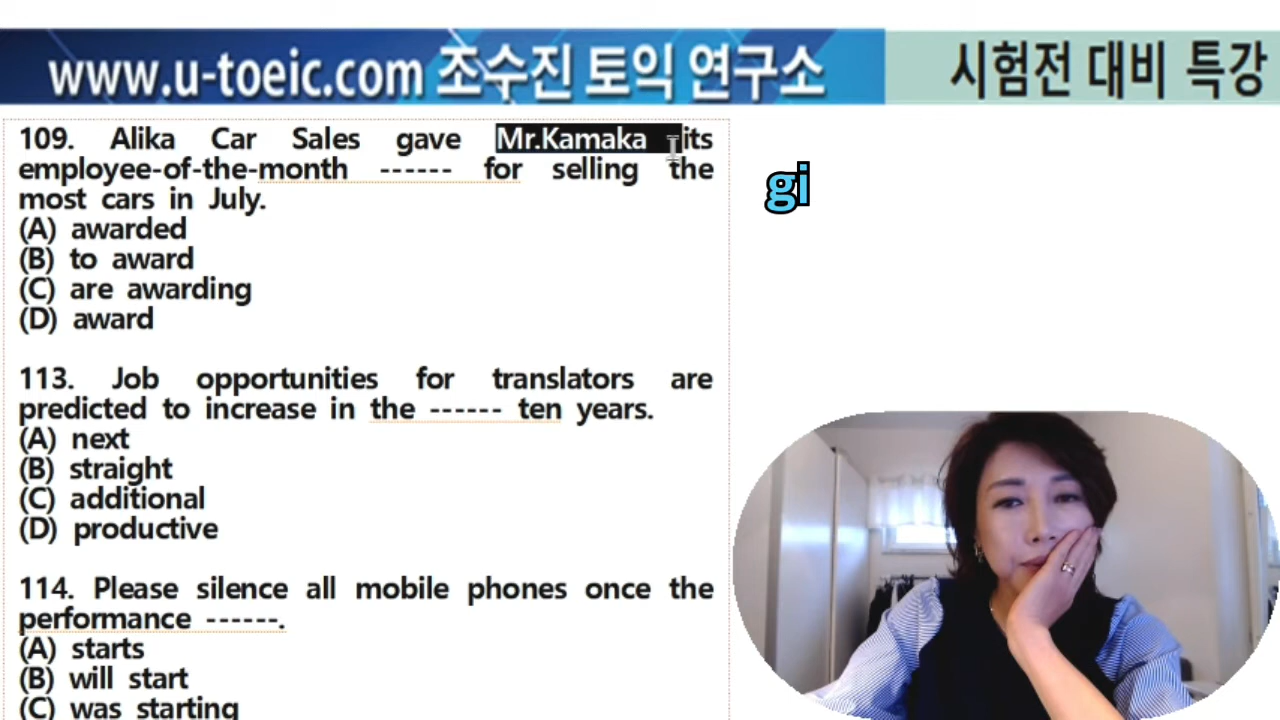 www.u-toeic.com 조수진 토익 연구소
시험전 대비 특강
109. Alika Car Sales gave Mr.Kamaka its
employee-of-the-month ------ for selling the
most cars in July.
(A) awarded
(B) to award
(C) are awarding
(D) award
gi
113. Job opportunities for translators are
predicted to increase in the ------ ten years.
(A) next
(B) straight
(C) additional
(D) productive
114. Please silence all mobile phones once the
performance ------.
(A) starts
(B) will start
(C) was starting